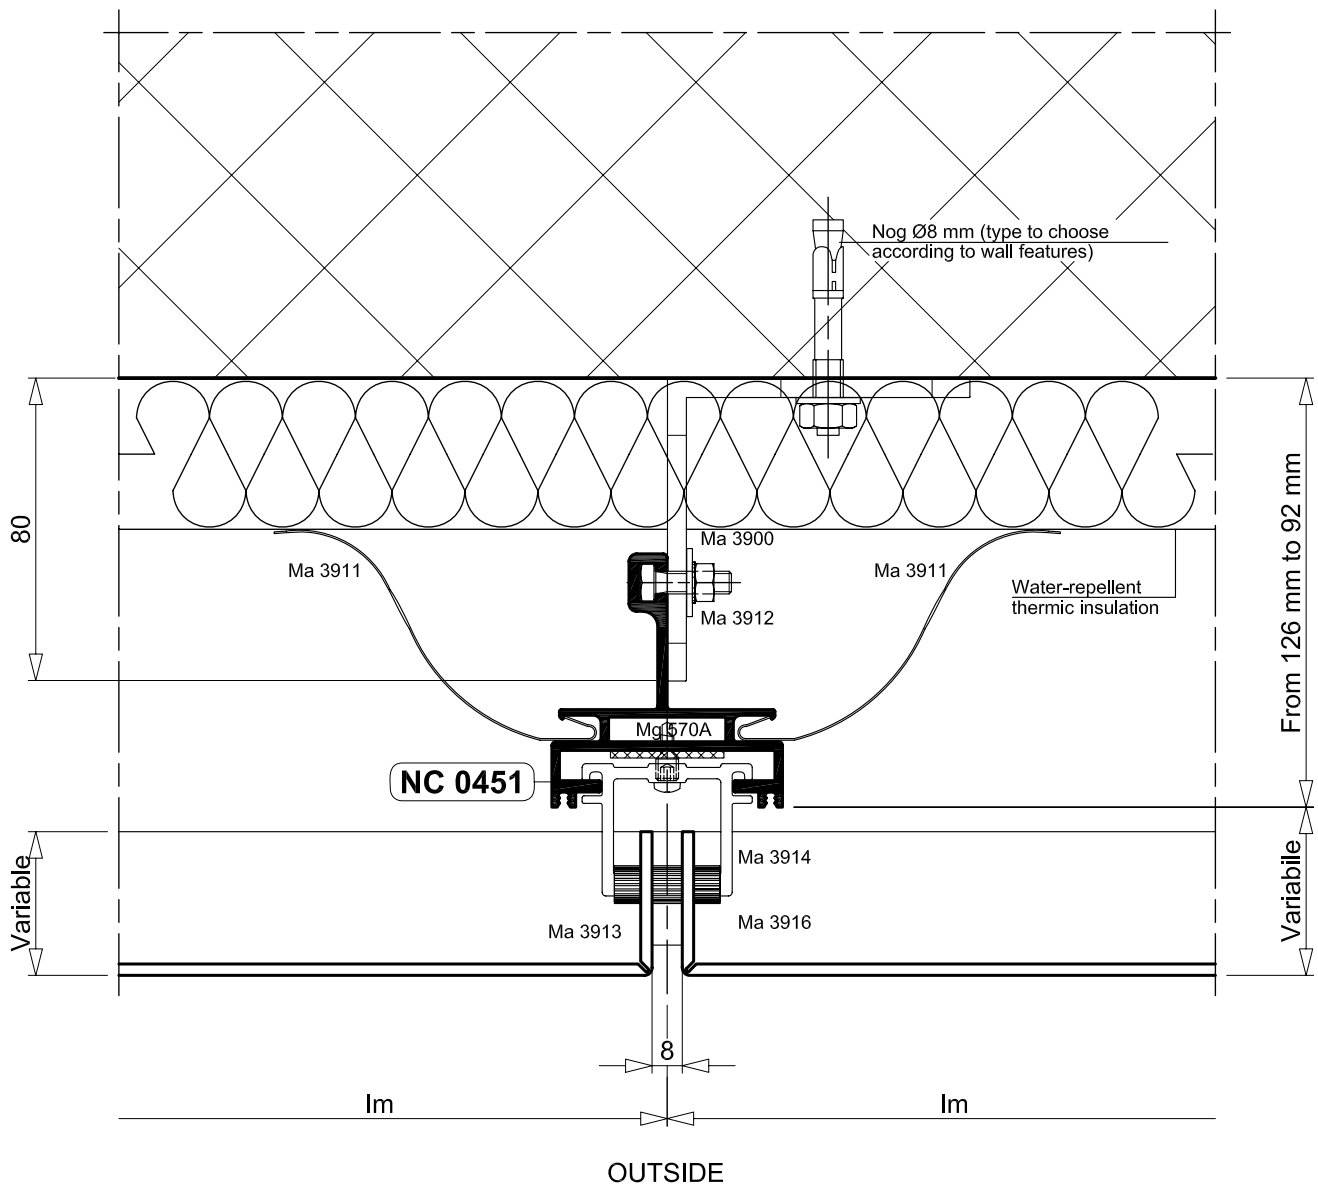 Nog Ø8 mm (type to choose
according to wall features)
80
Ma 3900
Ma 3911
Ma 3911
Water-repellent
thermic insulation
Ma 3912
From 126 mm to 92 mm
Mg 570A
NC 0451
Variable
Ma 3914
Ma 3913
Ma 3916
Variabile
8
lm
lm
OUTSIDE